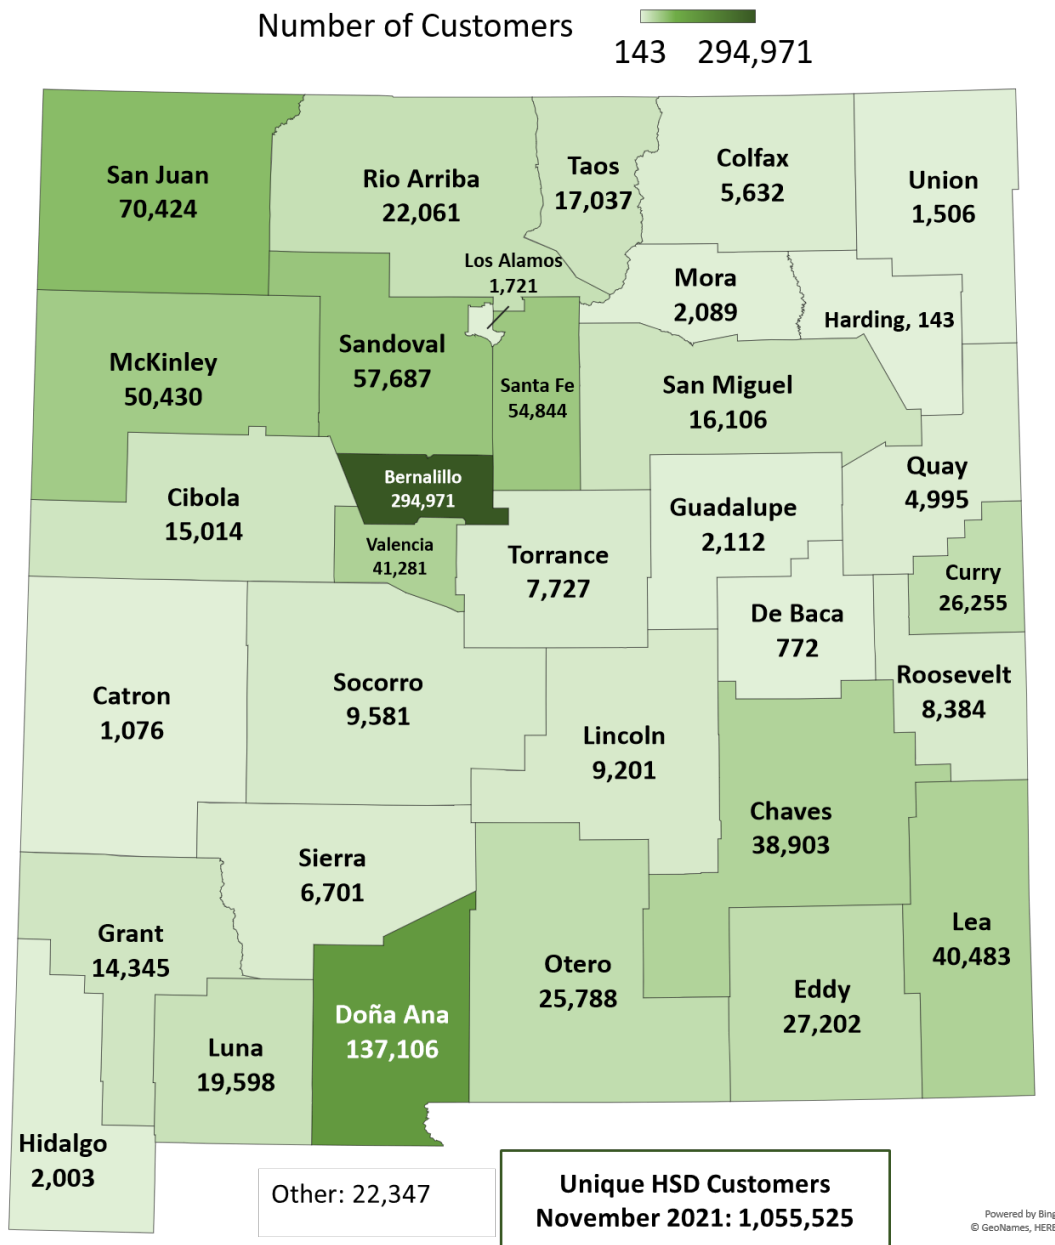 Number of Customers
143 294,971
San Juan
70,424
Rio Arriba
22,061
Taos
17,037
Colfax
5,632
Union
1,506
Los Alamos
1,721
Mora
2,089
Harding, 143
McKinley
50,430
Sandoval
57,687
Santa Fe
54,844
San Miguel
16,106
Quay
4,995
Cibola
15,014
Bernalillo
294,971
Guadalupe
2,112
Valencia
41,281
Torrance
7,727
Curry
26,255
De Baca
772
Catron
1,076
Socorro
9,581
Roosevelt
8,384
Lincoln
9,201
Chaves
38,903
Sierra
6,701
Grant
14,345
Lea
40,483
Otero
25,788
Eddy
27,202
Doña Ana
137,106
Luna
19,598
Hidalgo
2,003
Other: 22,347
Unique HSD Customers
November 2021: 1,055,525
Powered by Bing
© GeoNames, HERE